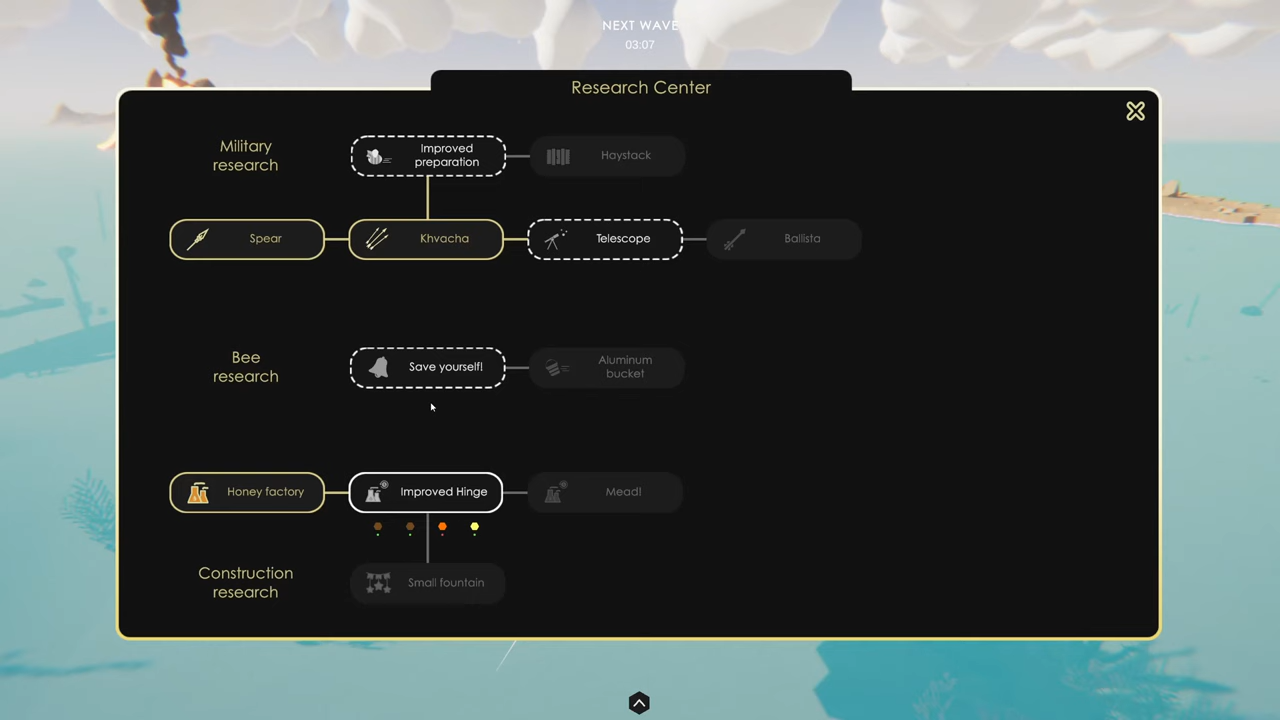 NEXT WAVE
03:07
Research Center
Military
research
Improved
preparation
Haystack
Spear
Khvacha
Telescope
Ballista
Bee
research
Save yourself!
Aluminum
bucket
Honey factory
Improved Hinge
Mead!
Construction
research
Small fountain